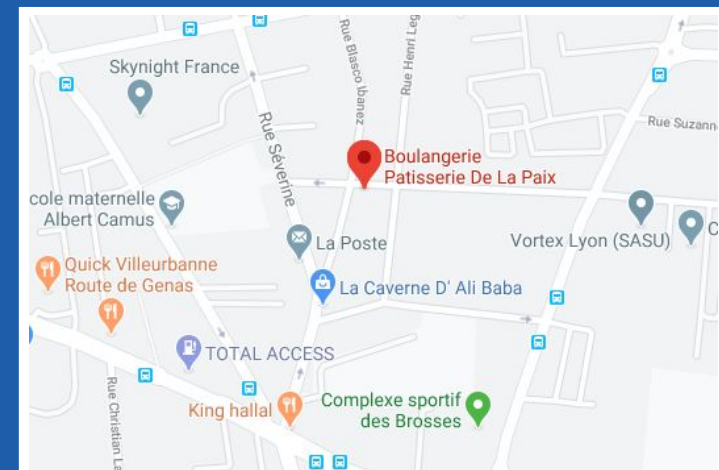 Skynight France
Rue Blasco Ibanez
Rue Henri Leg
Rue Séverine
Rue Suzann
Boulangerie
Patisserie De La Paix
cole maternelle
Albert Camus
La Poste
Vortex Lyon (SASU)
C
Quick Villeurbanne
Route de Genas
La Caverne D' Ali Baba
TOTAL ACCESS
Rue Christian La
King hallal
Complexe sportif
des Brosses